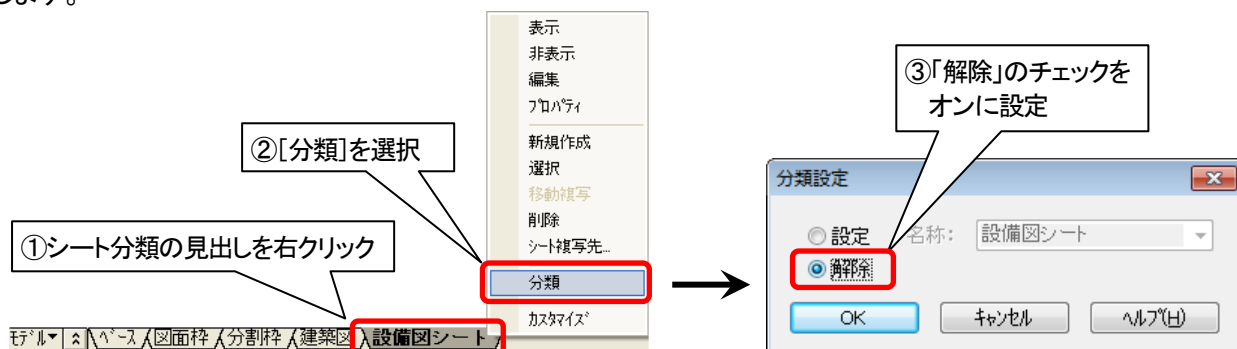 します。
表示
非表示
編集
ﾌﾟﾛﾊﾟﾃｨ
新規作成
選択
移動複写
削除
ｼｰﾄ複写先...
分類
ｶｽﾀﾏｲｽﾞ
②[分類]を選択
①シート分類の見出しを右クリック
ﾓﾃﾞﾙ
ﾍﾞｰｽ
図面枠
分割枠
建築図
設備図シート
③「解除」のチェックを
オンに設定
分類設定
設定 名称: 設備図シート
解除
OK ｷｬﾝｾﾙ ﾍﾙﾌﾟ(H)